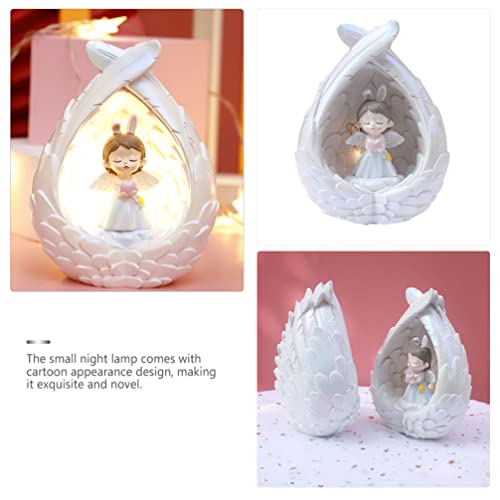 The small night lamp comes with
cartoon appearance design, making
it exquisite and novel.